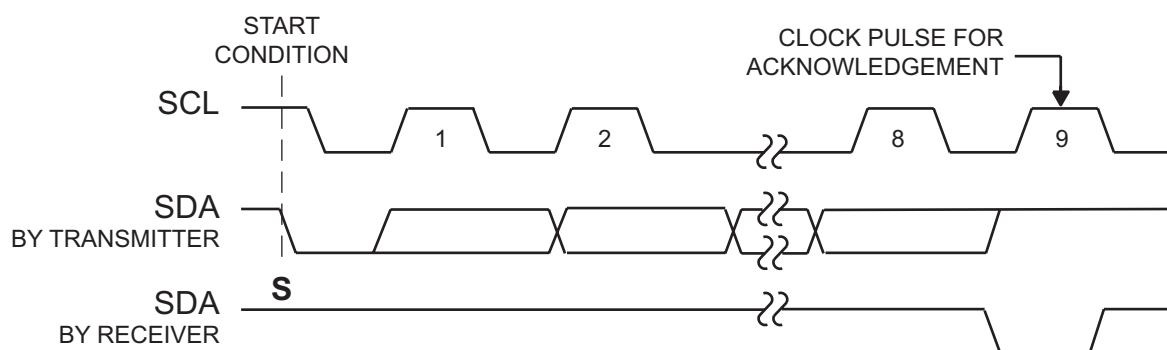 START
CONDITION
CLOCK PULSE FOR
ACKNOWLEDGEMENT
SCL
1
2
8
9
SDA
BY TRANSMITTER
S
SDA
BY RECEIVER